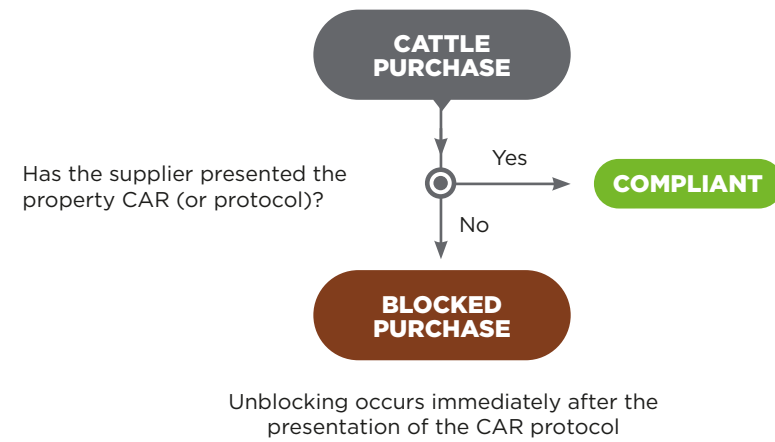 CATTLE
PURCHASE
Has the supplier presented the
property CAR (or protocol)?
Yes
COMPLIANT
No
BLOCKED
PURCHASE
Unblocking occurs immediately after the
presentation of the CAR protocol